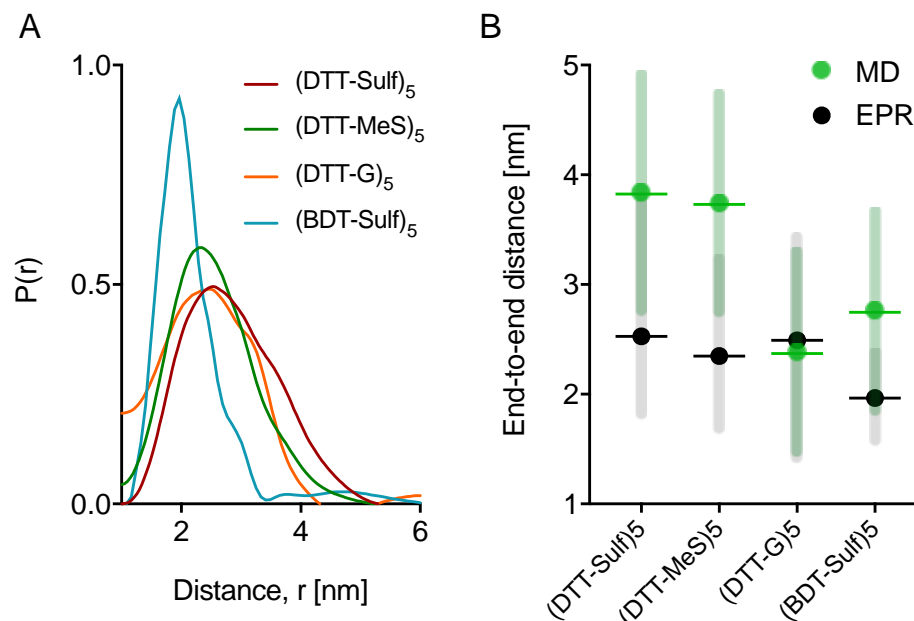 A
P(r)
1.0
0.5
0.0
2
4
6
Distance, r [nm]
(DTT-Sulf)5
(DTT-MeS)5
(DTT-G)5
(BDT-Sulf)5
B
End-to-end distance [nm]
5
4
3
2
1
MD
EPR
(DTT-Sulf)5
(DTT-MeS)5
(DTT-G)5
(BDT-Sulf)5